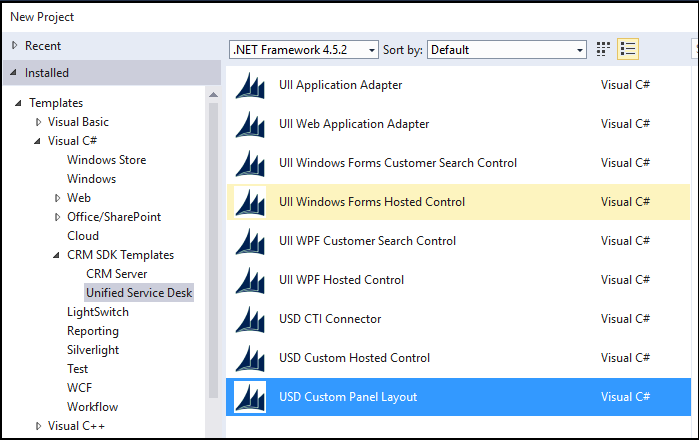 New Project
Recent
Installed
Templates
Visual Basic
Visual C#
Windows Store
Windows
Web
Office/SharePoint
Cloud
CRM SDK Templates
CRM Server
Unified Service Desk
LightSwitch
Reporting
Silverlight
Test
WCF
Workflow
Visual C++
.NET Framework 4.5.2 Sort by: Default
UII Application Adapter Visual C#
UII Web Application Adapter Visual C#
UII Windows Forms Customer Search Control Visual C#
UII Windows Forms Hosted Control Visual C#
UII WPF Customer Search Control Visual C#
UII WPF Hosted Control Visual C#
USD CTI Connector Visual C#
USD Custom Hosted Control Visual C#
USD Custom Panel Layout Visual C#